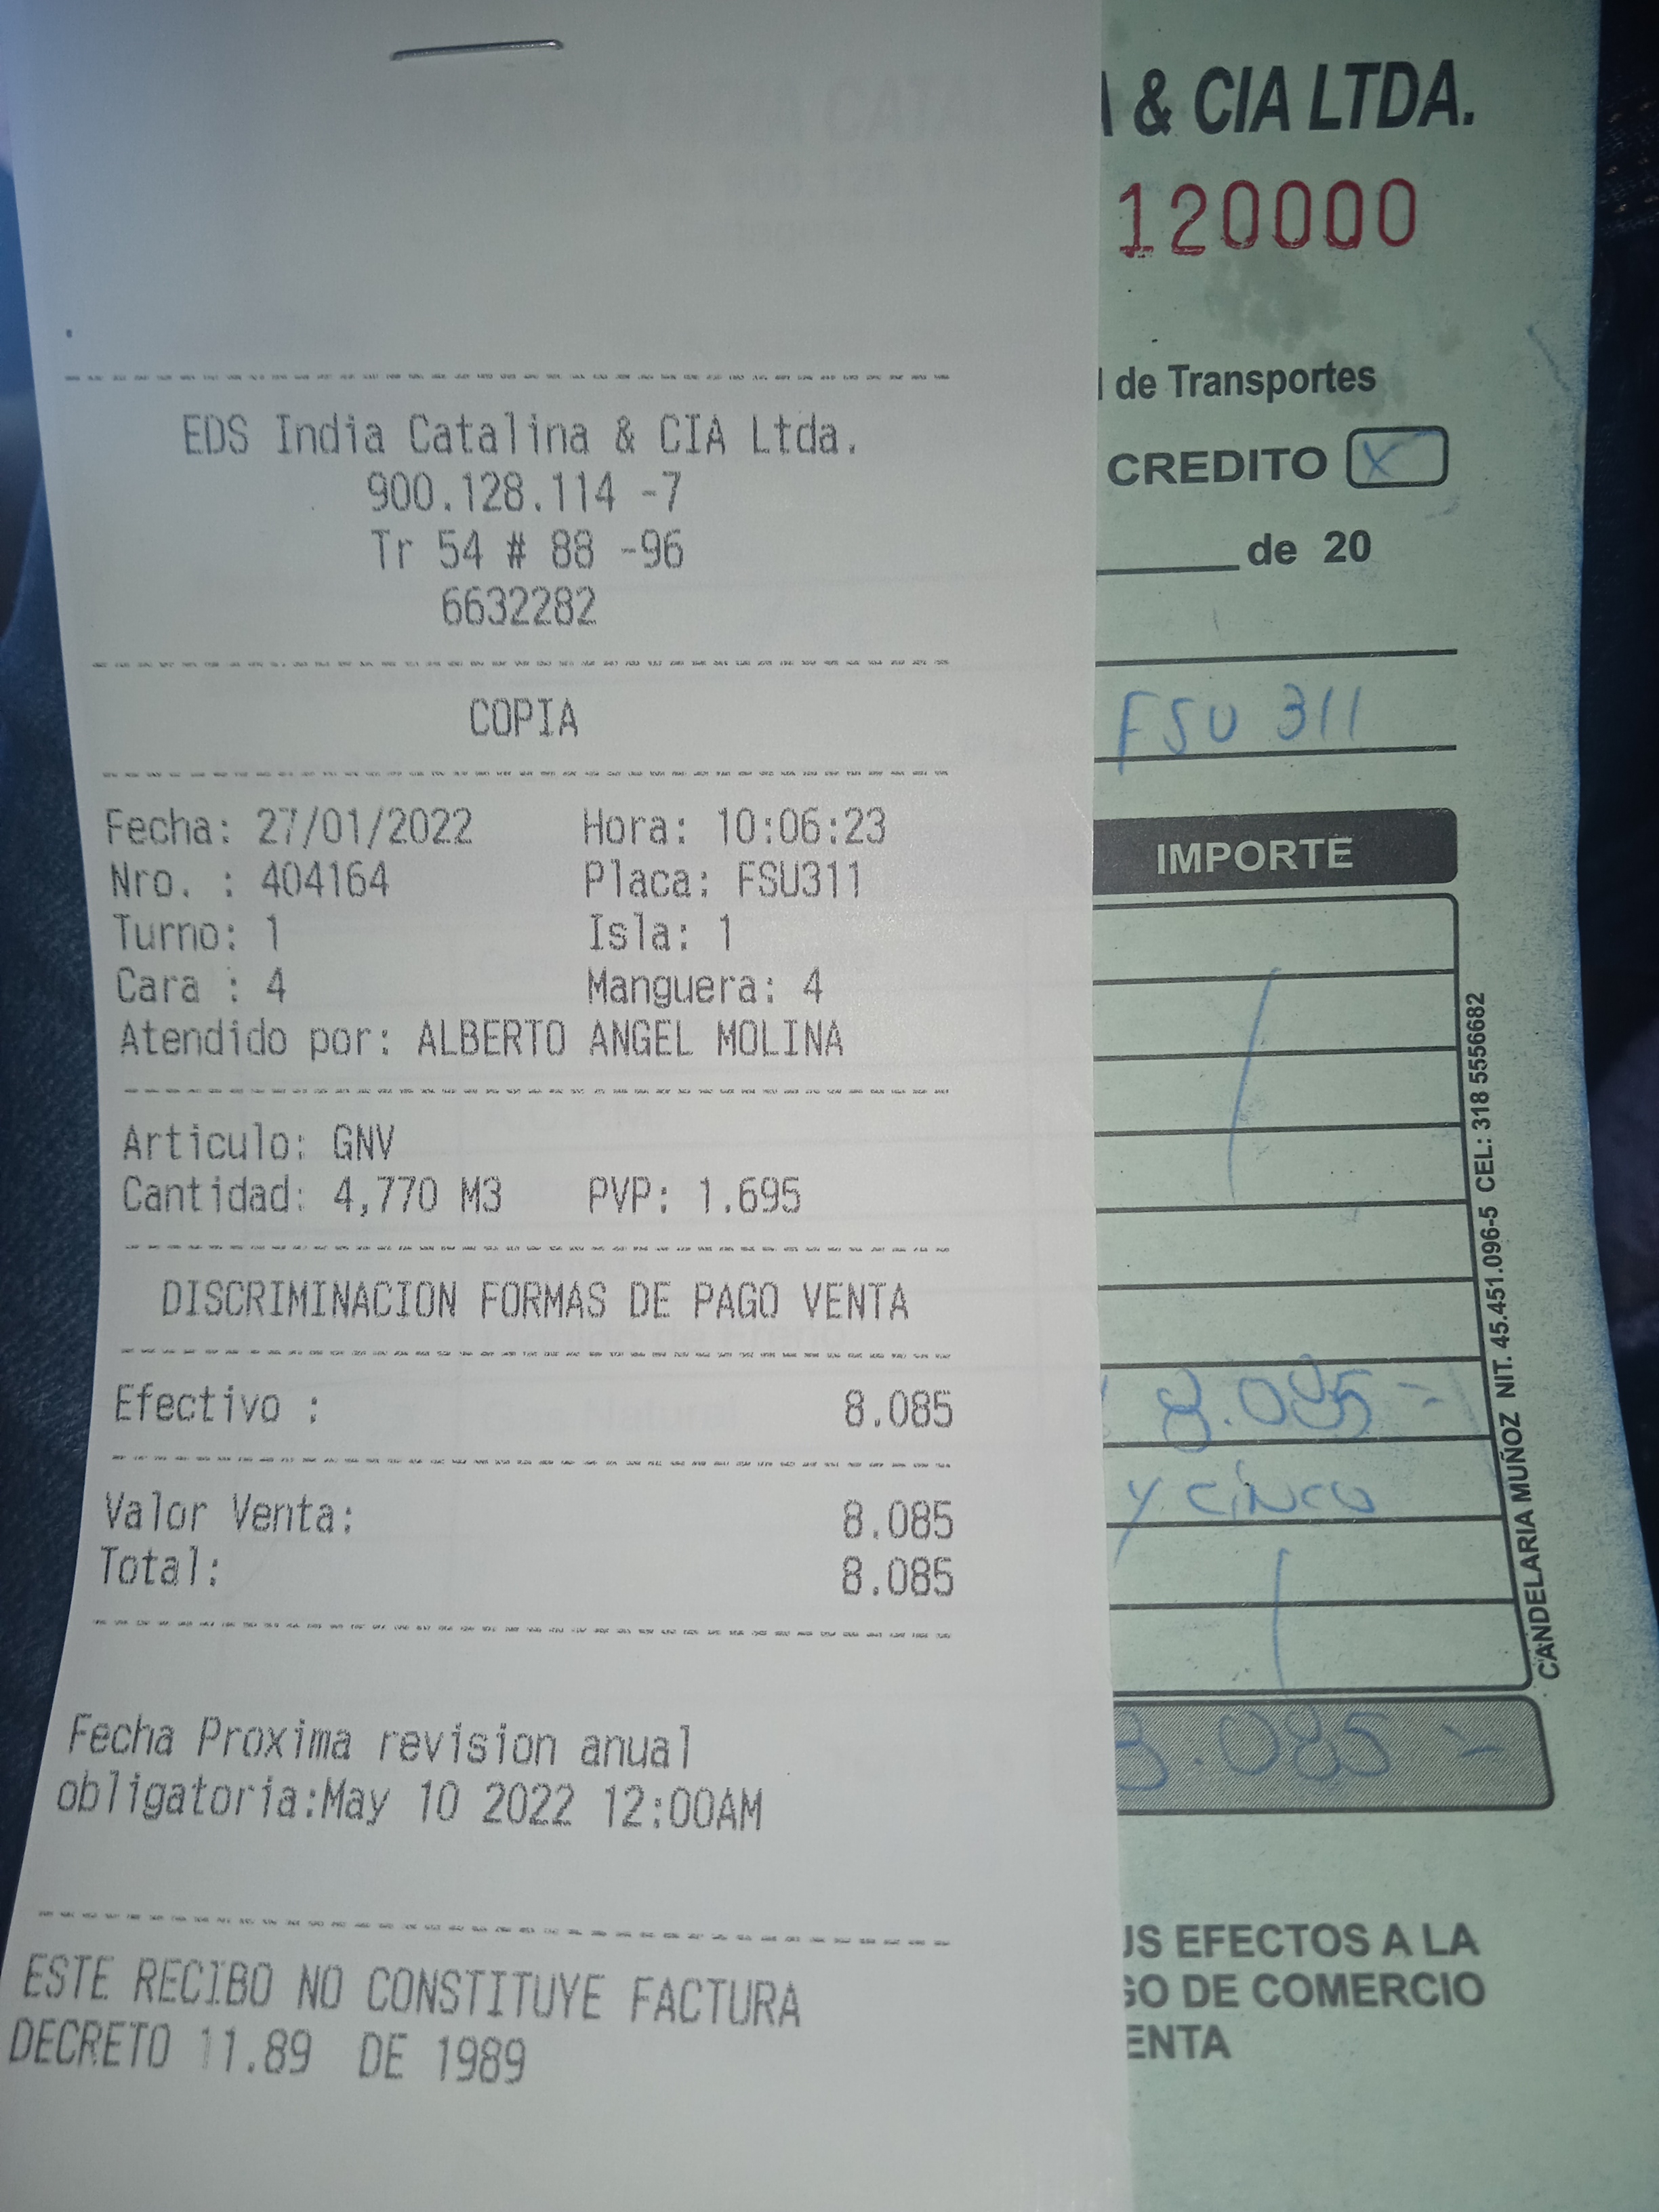 EDS India Catalina & CIA Ltda.
900.128.114 -7
Tr 54 # 88 -96
6632282
COPIA
Fecha: 27/01/2022 Hora: 10:06:23
Nro. : 404164 Placa: FSU311
Turno: 1 Isla: 1
Cara : 4 Manguera: 4
Atendido por: ALBERTO ANGEL MOLINA
Articulo: GNV
Cantidad: 4,770 M3 PVP: 1.695
DISCRIMINACION FORMAS DE PAGO VENTA
Efectivo : 8.085
Valor Venta: 8.085
Total: 8.085
Fecha Proxima revision anual
obligatoria:May 10 2022 12:00AM
ESTE RECIBO NO CONSTITUYE FACTURA
DECRETO 11.89 DE 1989
& CIA LTDA.
120000
de Transportes
CREDITO X
de 20
FSU 311
IMPORTE
8.085=
y cinco
8.085-
EFECTOS A LA
DE COMERCIO
CANDELARIA MUÑOZ NIT. 45.451.096-5 CEL: 318 5556682